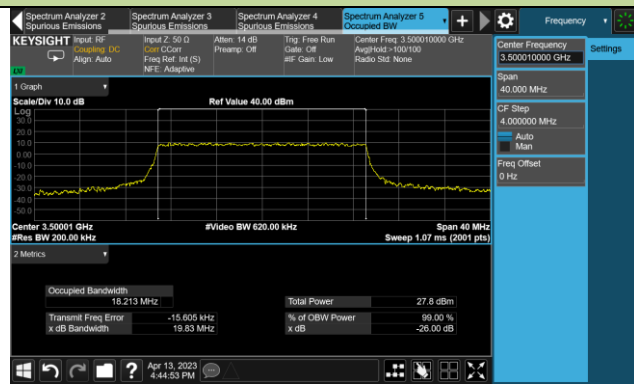 Spectrum Analyzer 2
Spurious Emissions
Spectrum Analyzer 3
Spurious Emissions
Spectrum Analyzer 4
Spurious Emissions
Spectrum Analyzer 5
Occupied BW
+
Frequency
KEYSIGHT
Input: RF
Coupling: DC
Align: Auto
Input Z: 50 Ω
Corr CCorr
Freq Ref: Int (S)
NFE: Adaptive
Atten: 14 dB
Preamp: Off
Trig: Free Run
Gate: Off
#IF Gain: Low
Center Freq: 3.500010000 GHz
Avg|Hold:>100/100
Radio Std: None
Center Frequency
3.500010000 GHz
Settings
Span
40.000 MHz
CF Step
4.000000 MHz
Auto
Man
Freq Offset
0 Hz
1 Graph
Scale/Div 10.0 dB
Ref Value 40.00 dBm
Log
30.0
20.0
10.0
0.00
-10.0
-20.0
-30.0
-40.0
-50.0
Center 3.50001 GHz
#Video BW 620.00 kHz
Span 40 MHz
#Res BW 200.00 kHz
Sweep 1.07 ms (2001 pts)
2 Metrics
Occupied Bandwidth
18.213 MHz
Total Power
27.8 dBm
Transmit Freq Error
-15.605 kHz
% of OBW Power
99.00 %
x dB Bandwidth
19.83 MHz
x dB
-26.00 dB
?
Apr 13, 2023
4:44:53 PM